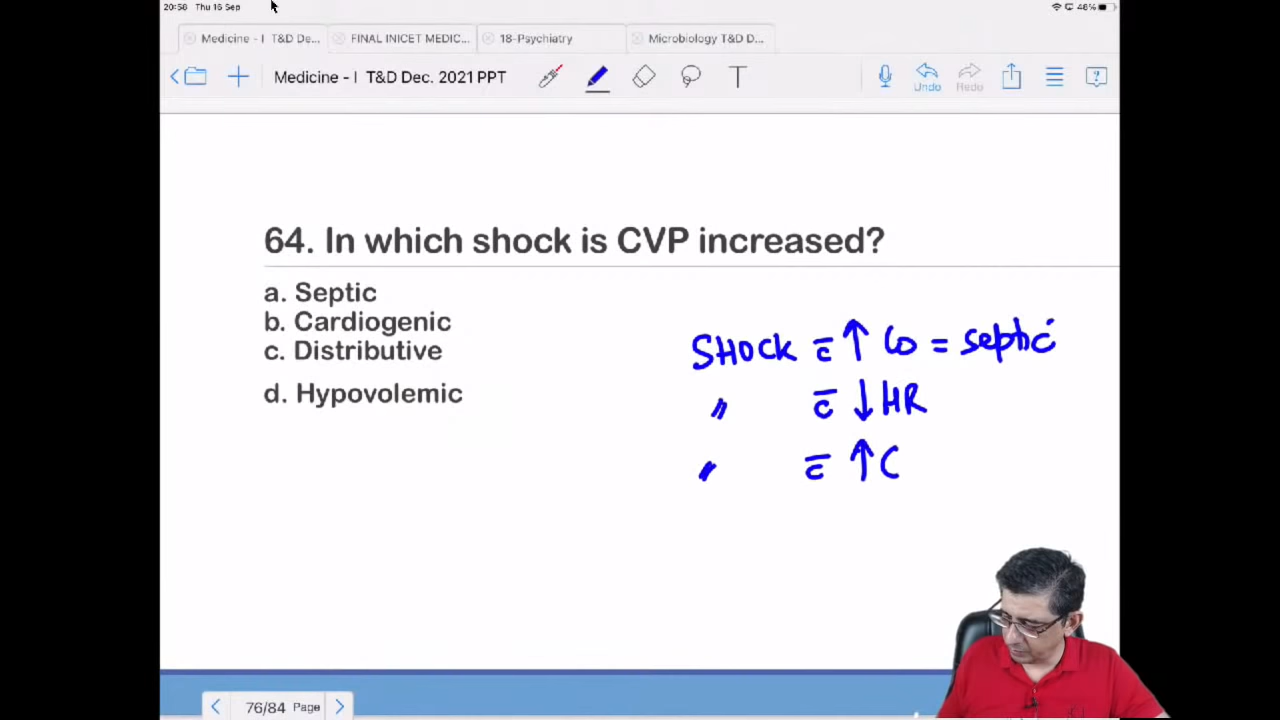 20:58 Thu 16 Sep
48%
Medicine - I T&D De...
FINAL INICET MEDIC...
18-Psychiatry
Microbiology T&D D...
Medicine - I T&D Dec. 2021 PPT
T
Undo
Redo
?
64. In which shock is CVP increased?
a. Septic
b. Cardiogenic
c. Distributive
d. Hypovolemic
SHOCK c̄ ↑ CO = septic
〃 c̄ ↓ HR
〃 c̄ ↑ C
76/84 Page